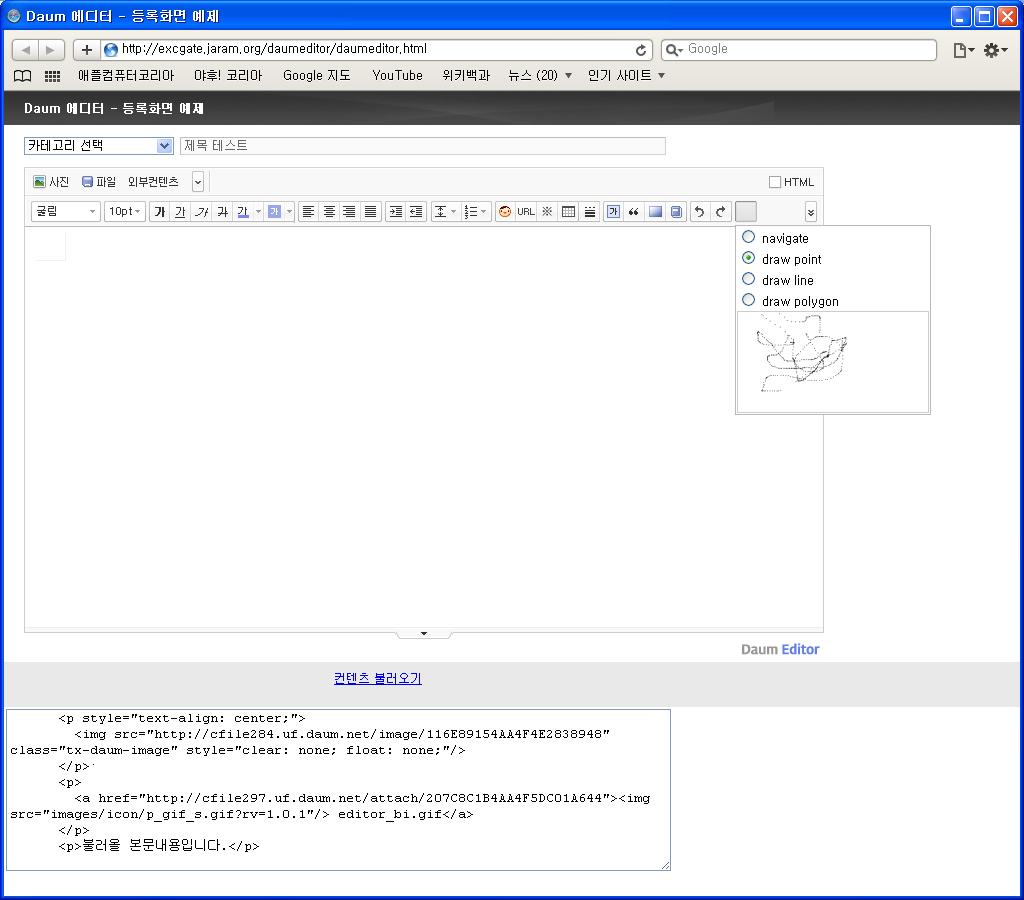 Daum 에디터 - 등록화면 예제
http://excgate.jaram.org/daumeditor/daumeditor.html
Google
애플컴퓨터코리아 야후! 코리아 Google 지도 YouTube 위키백과 뉴스 (20) 인기 사이트
Daum 에디터 - 등록화면 예제
카테고리 선택 제목 테스트
사진 파일 외부컨텐츠 HTML
굴림 10pt 가 가 가 가 가 가 URL 가
navigate
draw point
draw line
draw polygon
Daum Editor
컨텐츠 불러오기
<p style="text-align: center;">
<img src="http://cfile284.uf.daum.net/image/116E89154AA4F4E2838948"
class="tx-daum-image" style="clear: none; float: none;"/>
</p>
<p>
<a href="http://cfile297.uf.daum.net/attach/207C8C1B4AA4F5DC01A644"><img
src="images/icon/p_gif_s.gif?rv=1.0.1"/> editor_bi.gif</a>
</p>
<p>불러올 본문내용입니다.</p>